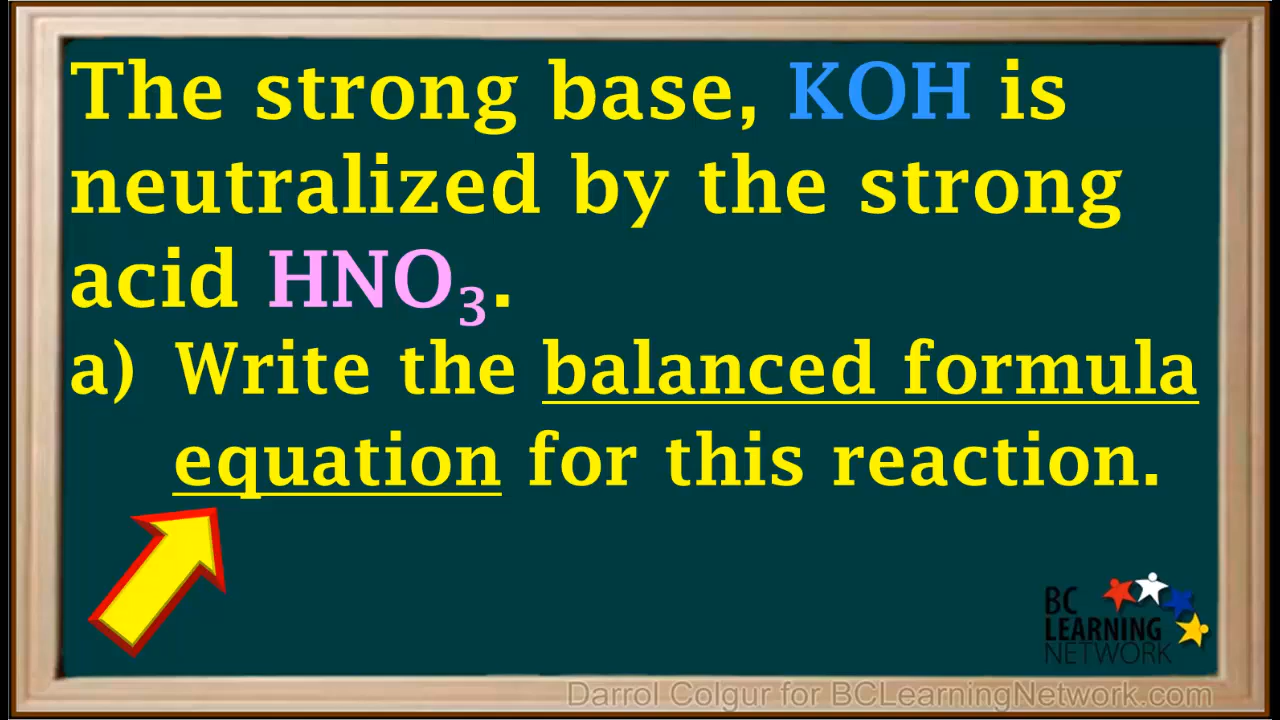 The strong base, KOH is
neutralized by the strong
acid HNO₃.
a) Write the balanced formula
equation for this reaction.
BC
LEARNING
NETWORK
Darrol Colgur for BCLearningNetwork.com